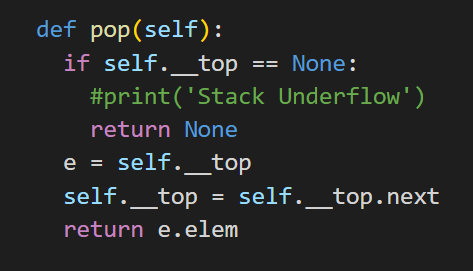 def pop(self):
  if self.__top == None:
    #print('Stack Underflow')
    return None
  e = self.__top
  self.__top = self.__top.next
  return e.elem